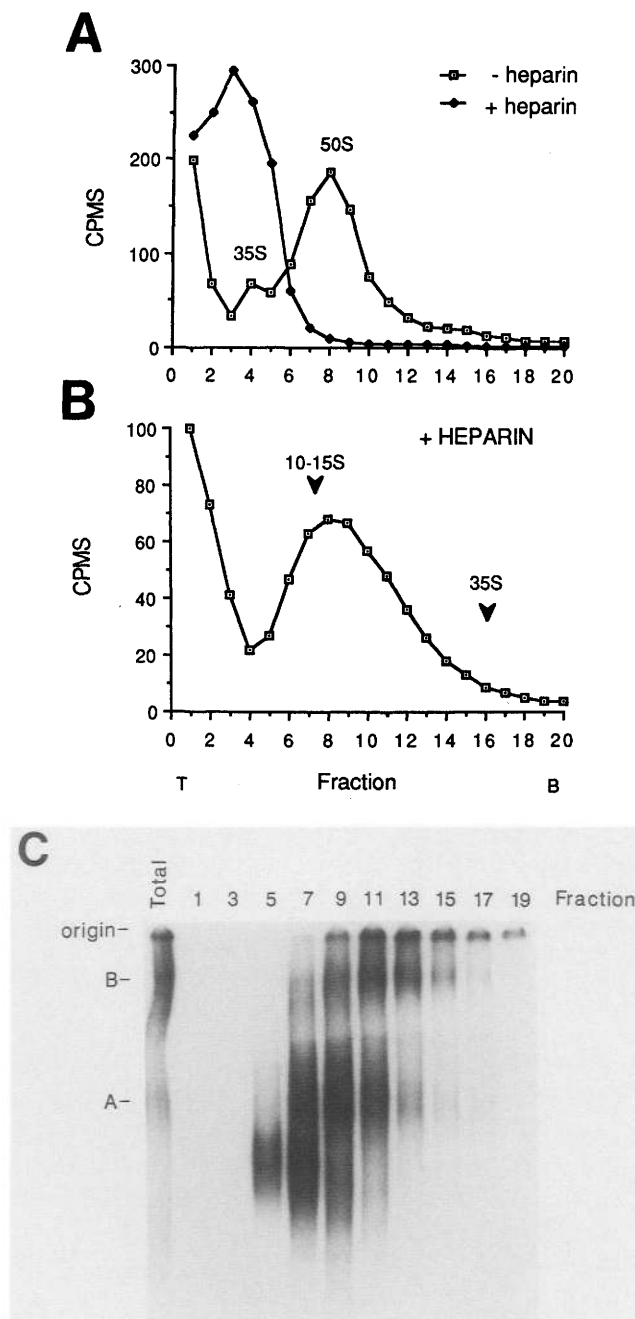 A
300
- heparin
+ heparin
50S
200
CPMS
35S
100
0
0 2 4 6 8 10 12 14 16 18 20
B
100
+ HEPARIN
10-15S
80
60
CPMS
35S
40
20
0
0 2 4 6 8 10 12 14 16 18 20
T Fraction B
C
Total 1 3 5 7 9 11 13 15 17 19 Fraction
origin-
B-
A-